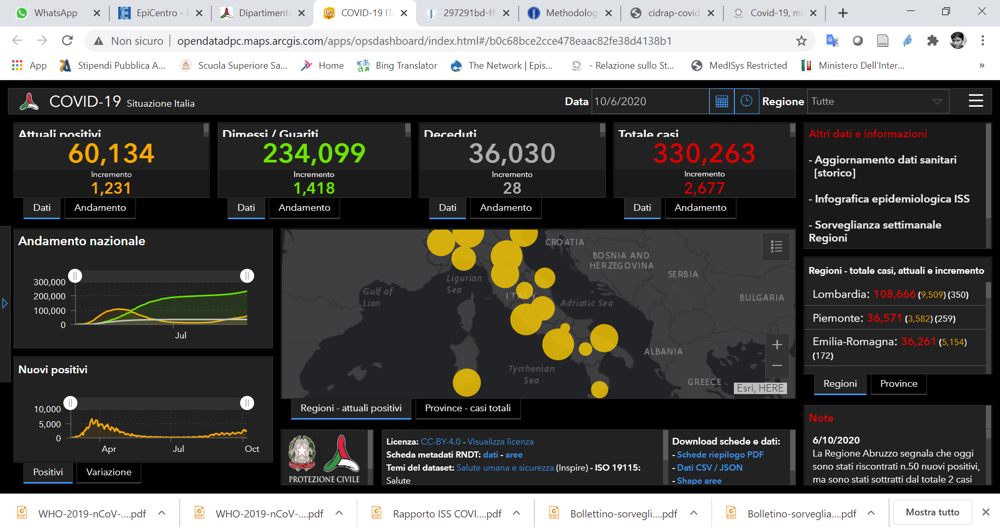 WhatsApp
EpiCentro -
Dipartimento
COVID-19 ITA
297291bd-ff
Methodolog
cidrap-covid
Covid-19, mi
Non sicuro
opendatadpc.maps.arcgis.com/apps/opsdashboard/index.html#/b0c68bce2cce478eaac82fe38d4138b1
App
Stipendi Pubblica A...
Scuola Superiore Sa...
Home
Bing Translator
The Network | Epis...
- Relazione sullo St...
MedISys Restricted
Ministero Dell'Inter...
»
COVID-19 Situazione Italia
Data 10/6/2020
Regione Tutte
Attuali positivi
60,134
Incremento
1,231
Dati Andamento
Dimessi / Guariti
234,099
Incremento
1,418
Dati Andamento
Deceduti
36,030
Incremento
28
Dati Andamento
Totale casi
330,263
Incremento
2,677
Dati Andamento
Altri dati e informazioni
- Aggiornamento dati sanitari
[storico]
- Infografica epidemiologica ISS
- Sorveglianza settimanale
Regioni
Andamento nazionale
300,000
200,000
100,000
0
Jul
Nuovi positivi
10,000
5,000
0
Apr Jul Oct
Positivi Variazione
CROATIA
BOSNIA AND
HERZEGOVINA
SERBIA
Ligurian
Sea
Gulf of
Lion
ITALY
Adriatic Sea
BULGARIA
ALBANIA
Tyrrhenian
Sea
GREECE
Esri, HERE
Regioni - attuali positivi
Province - casi totali
Regioni - totale casi, attuali e incremento
Lombardia: 108,666 (9,509) (350)
Piemonte: 36,571 (3,582) (259)
Emilia-Romagna: 36,261 (5,154)
(172)
Regioni Province
PROTEZIONE CIVILE
Licenza: CC-BY-4.0 - Visualizza licenza
Scheda metadati RNDT: dati - aree
Temi del dataset: Salute umana e sicurezza (Inspire) - ISO 19115:
Salute
Download schede e dati:
- Schede riepilogo PDF
- Dati CSV / JSON
- Shape aree
Note
6/10/2020
La Regione Abruzzo segnala che oggi
sono stati riscontrati n.50 nuovi positivi,
ma sono stati sottratti dal totale 2 casi
WHO-2019-nCoV-....pdf
WHO-2019-nCoV-....pdf
Rapporto ISS COVI....pdf
Bollettino-sorvegli....pdf
Bolletino-sorveglia....pdf
Mostra tutto